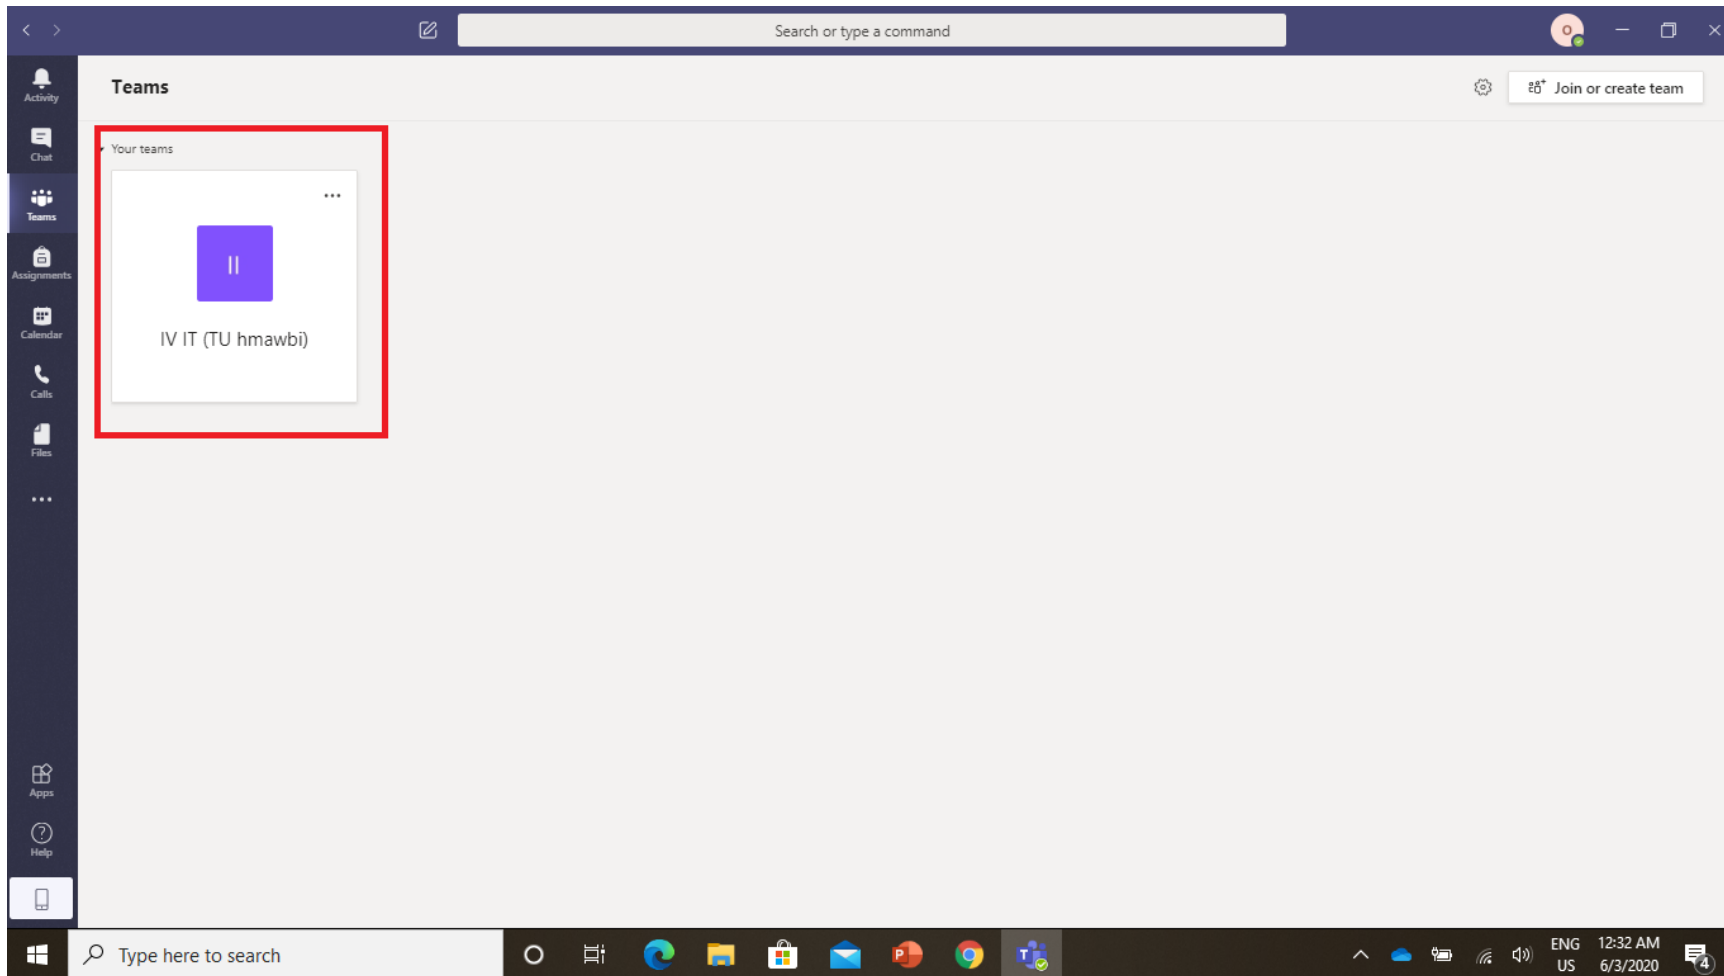 Search or type a command
O
Activity
Teams
Join or create team
Chat
Your teams
Teams
II
Assignments
IV IT (TU hmawbi)
Calendar
Calls
Files
Apps
Help
Type here to search
ENG
US
12:32 AM
6/3/2020
4